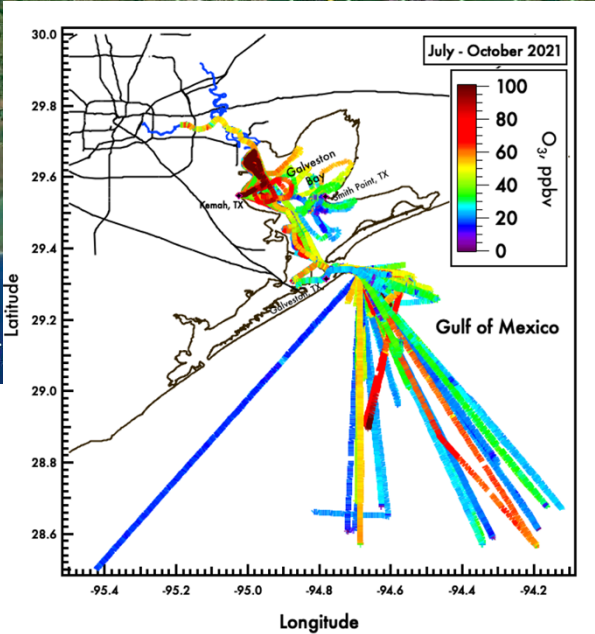 30.0
July - October 2021
100
80
60
40
20
0
O3, ppbv
29.8
29.6
29.4
29.2
29.0
28.8
28.6
Latitude
Galveston
Bay
Smith Point, TX
Kemah, TX
Galveston, TX
Gulf of Mexico
-95.4
-95.2
-95.0
-94.8
-94.6
-94.4
-94.2
Longitude